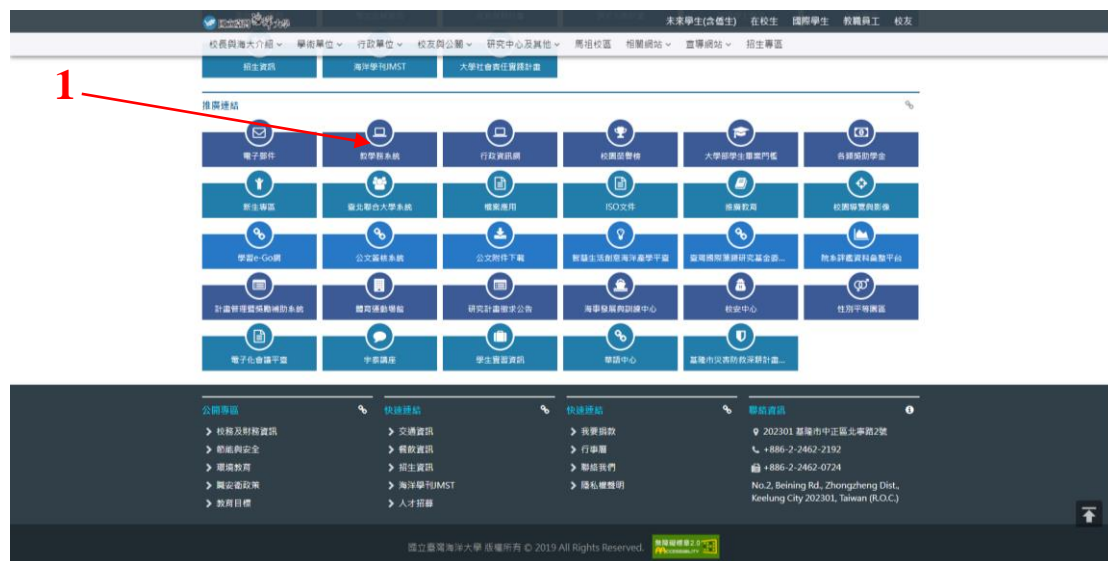 國立臺灣海洋大學
未來學生(含僑生) 在校生 國際學生 教職員工 校友
校長與海大介紹 學術單位 行政單位 校友與公關 研究中心及其他 馬祖校區 相關網站 宣導網站 招生專區
招生資訊 海洋學刊JMST 大學社會責任實踐計畫
1
推廣連結
電子郵件 教學務系統 行政資訊網 校園榮譽榜 大學部學生畢業門檻 各類獎助學金
新生專區 臺北聯合大學系統 檔案應用 ISO文件 推廣教育 校園導覽與影像
學習e-Go網 公文簽核系統 公文附件下載 智慧生活創意海洋產學平臺 院系評鑑資料彙整平台
計畫管理暨獎勵補助系統 體育運動場館 研究計畫徵求公告 海事發展與訓練中心 校安中心 性別平等園區
電子化會議平臺 宇泰講座 學生實習資訊 華語中心 基隆市災害防救深耕計畫...
公開專區 快速連結 快速連結 聯絡資訊
校務及財務資訊 交通資訊 我要捐款 202301 基隆市中正區北寧路2號
節能與安全 餐飲資訊 行事曆 +886-2-2462-2192
環境教育 招生資訊 聯絡我們 +886-2-2462-0724
職安衛政策 海洋學刊JMST 隱私權聲明 No.2, Beining Rd., Zhongzheng Dist.,
教育目標 人才招募 Keelung City 202301, Taiwan (R.O.C.)
國立臺灣海洋大學 版權所有 © 2019 All Rights Reserved. 無障礙標章2.0